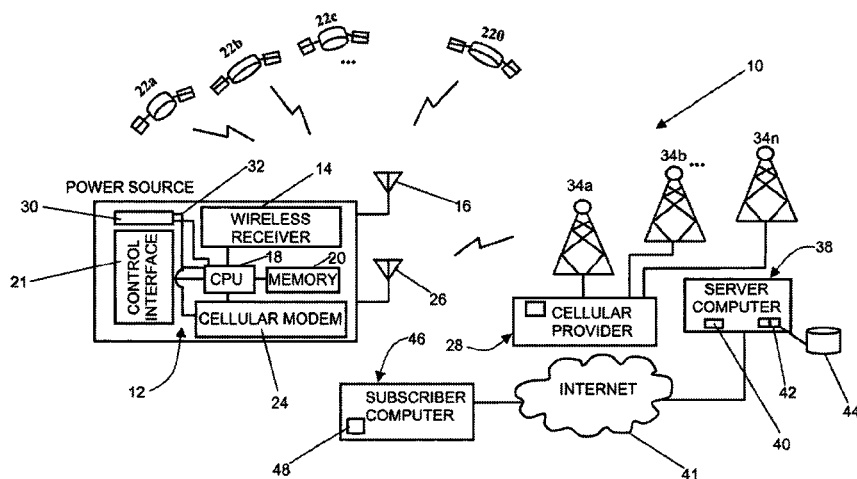 22a
22b
22c
...
220
10
34a
34b...
34n
POWER SOURCE
32
14
16
30
WIRELESS
RECEIVER
21
CONTROL
INTERFACE
18
CPU
20
MEMORY
26
CELLULAR MODEM
12
24
28
CELLULAR
PROVIDER
38
SERVER
COMPUTER
40
42
44
46
SUBSCRIBER
COMPUTER
48
INTERNET
41